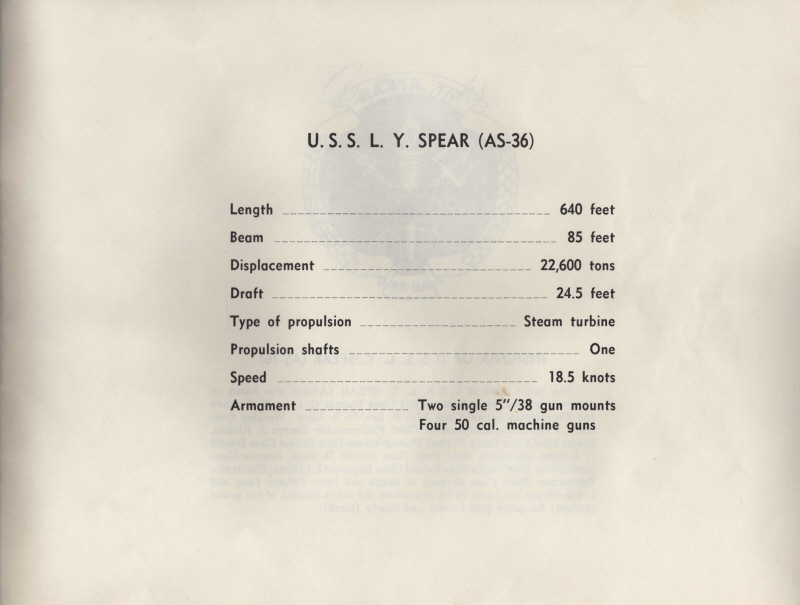 U.S.S. L. Y. SPEAR (AS-36)
Length 640 feet
Beam 85 feet
Displacement 22,600 tons
Draft 24.5 feet
Type of propulsion Steam turbine
Propulsion shafts One
Speed 18.5 knots
Armament Two single 5"/38 gun mounts
Four 50 cal. machine guns